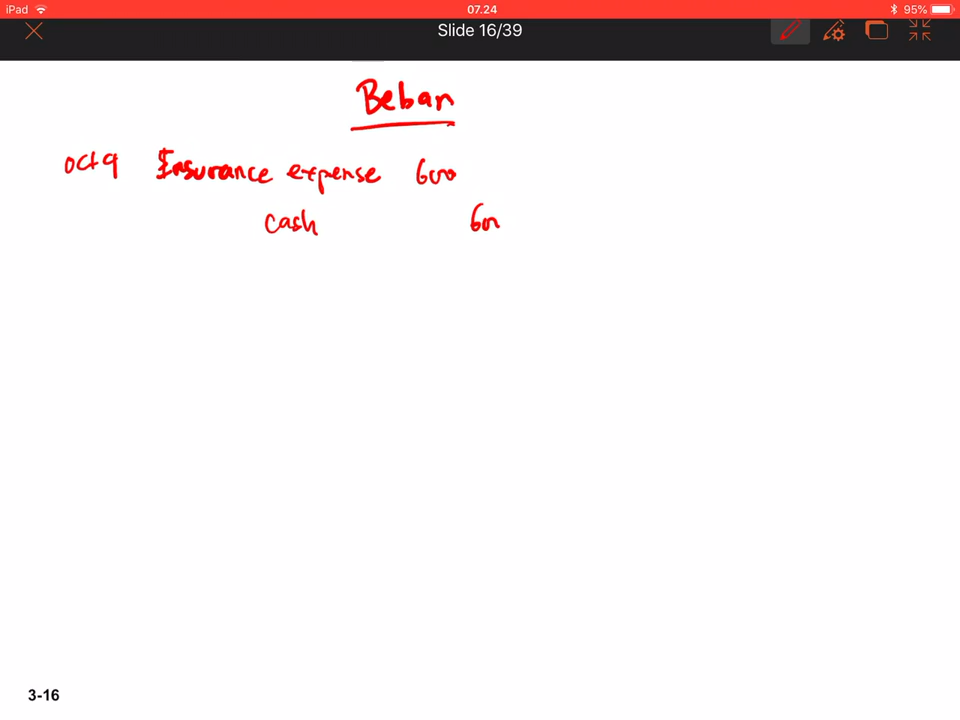 iPad 07.24 95%
Slide 16/39
Beban
Oct 9 Insurance expense 600
cash 600
3-16